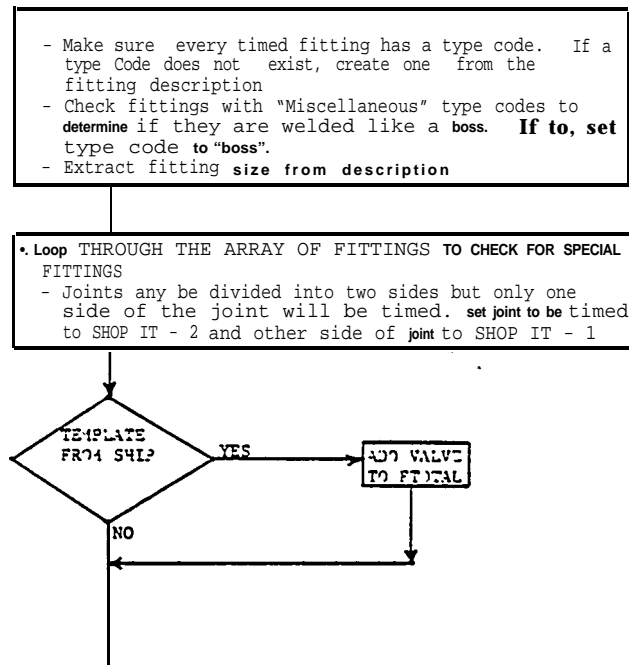 - Make sure every timed fitting has a type code. If a
type Code does not exist, create one from the
fitting description
- Check fittings with "Miscellaneous" type codes to
determine if they are welded like a boss. If to, set
type code to "boss".
- Extract fitting size from description
•. Loop THROUGH THE ARRAY OF FITTINGS TO CHECK FOR SPECIAL
FITTINGS
- Joints any be divided into two sides but only one
side of the joint will be timed. set joint to be timed
to SHOP IT - 2 and other side of joint to SHOP IT - 1
TEMPLATE
FROM SHIP
YES
ADD VALVE
TO
NO